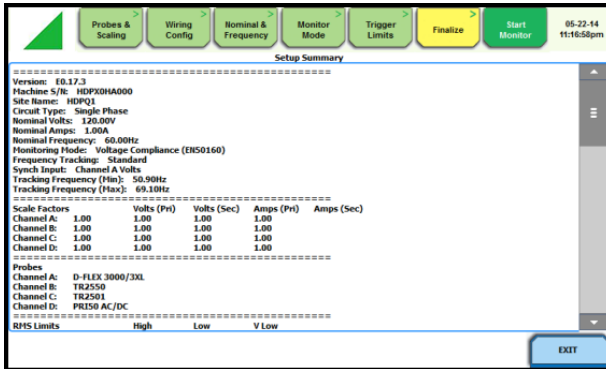 Probes & Scaling
Wiring Config
Nominal & Frequency
Monitor Mode
Trigger Limits
Finalize
Start Monitor
05-22-14
11:16:58pm
Setup Summary
================================================
Version: E0.17.3
Machine S/N: HDPX0HA000
Site Name: HDPQ1
Circuit Type: Single Phase
Nominal Volts: 120.00V
Nominal Amps: 1.00A
Nominal Frequency: 60.00Hz
Monitoring Mode: Voltage Compliance (EN50160)
Frequency Tracking: Standard
Synch Input: Channel A Volts
Tracking Frequency (Min): 50.90Hz
Tracking Frequency (Max): 69.10Hz
================================================
Scale Factors Volts (Pri) Volts (Sec) Amps (Pri) Amps (Sec)
Channel A: 1.00 1.00 1.00 1.00
Channel B: 1.00 1.00 1.00 1.00
Channel C: 1.00 1.00 1.00 1.00
Channel D: 1.00 1.00 1.00 1.00
================================================
Probes
Channel A: D-FLEX 3000/3XL
Channel B: TR2550
Channel C: TR2501
Channel D: PR150 AC/DC
================================================
RMS Limits High Low V Low
EXIT